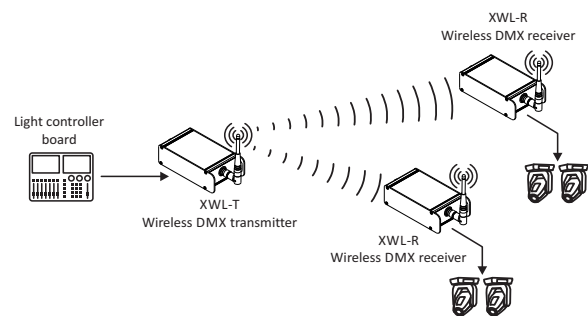 XWL-R
Wireless DMX receiver
Light controller
board
XWL-T
Wireless DMX transmitter
XWL-R
Wireless DMX receiver